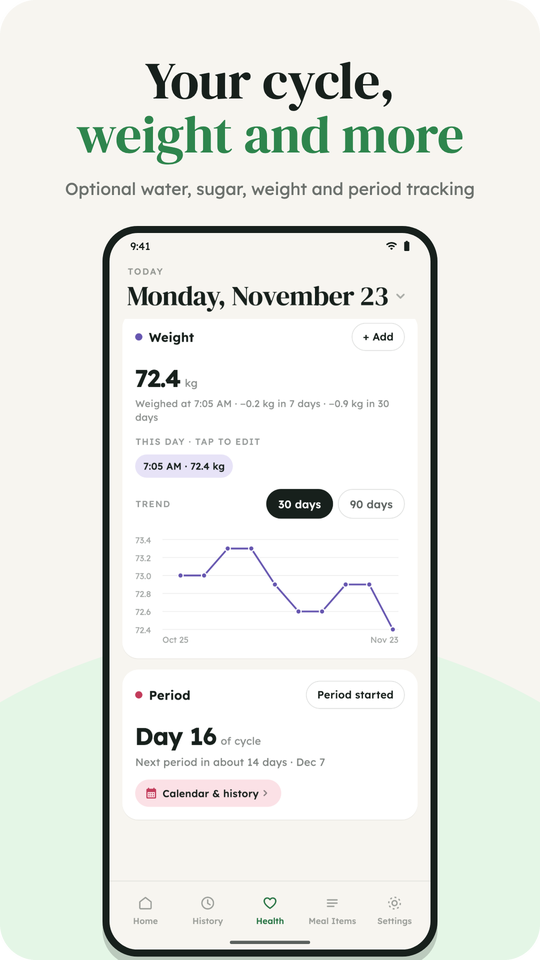 Your cycle,
weight and more
Optional water, sugar, weight and period tracking
9:41
TODAY
Monday, November 23
Weight
+ Add
72.4 kg
Weighed at 7:05 AM · −0.2 kg in 7 days · −0.9 kg in 30
days
THIS DAY · TAP TO EDIT
7:05 AM · 72.4 kg
TREND
30 days
90 days
73.4
73.2
73.0
72.8
72.6
72.4
Oct 25
Nov 23
Period
Period started
Day 16 of cycle
Next period in about 14 days · Dec 7
Calendar & history
Home
History
Health
Meal Items
Settings